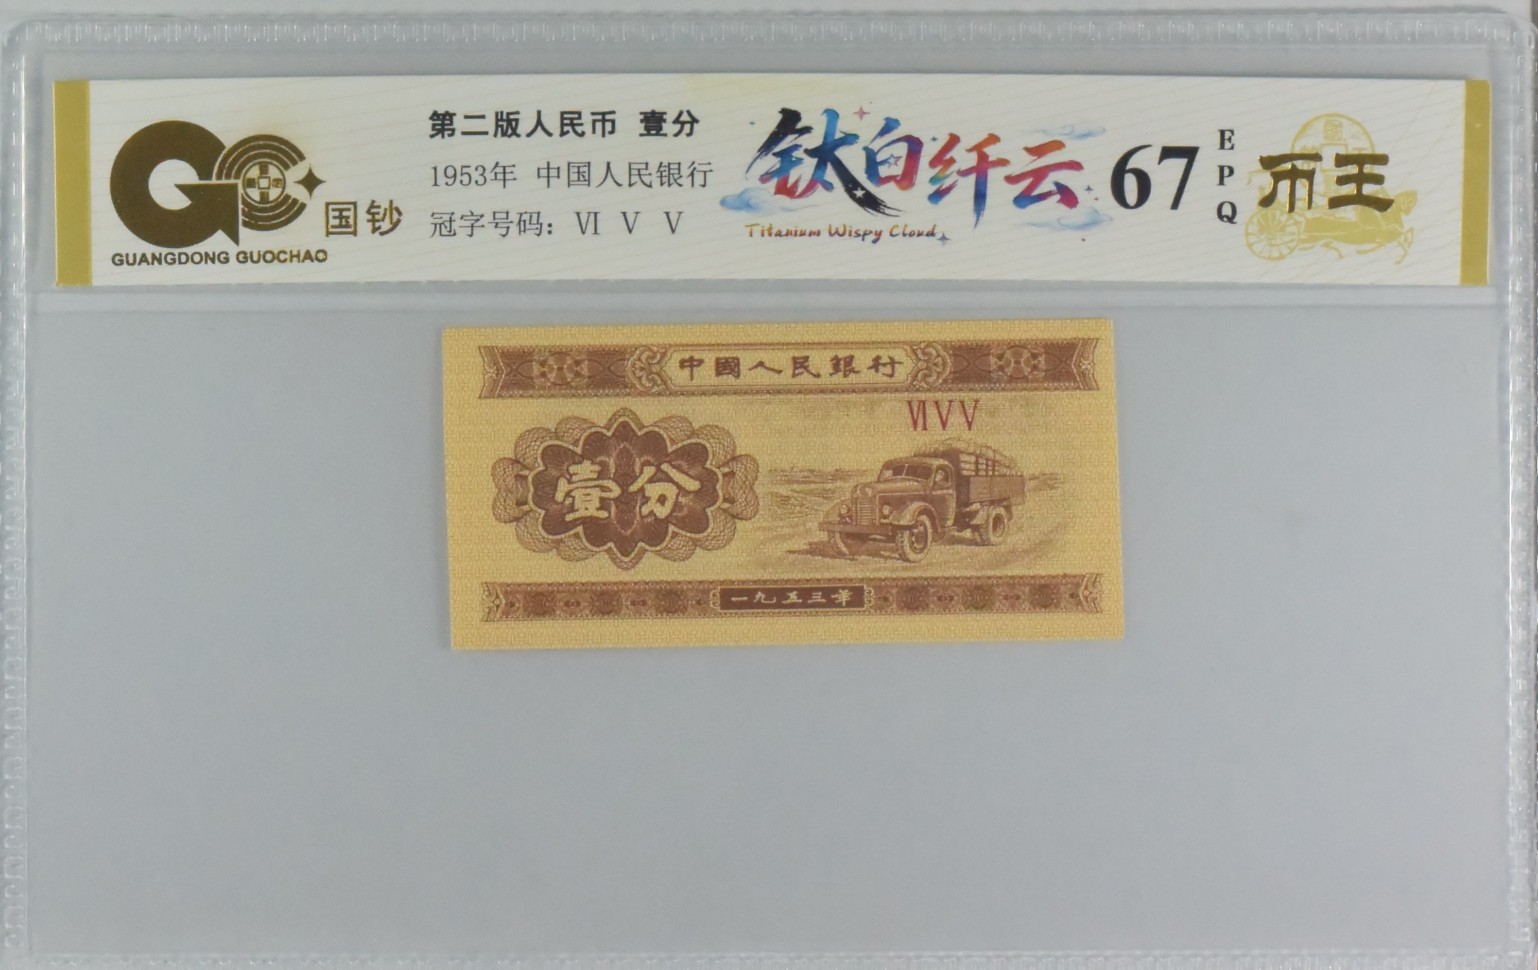 国钞
GUANGDONG GUOCHAO
第二版人民币 壹分
1953年 中国人民银行
冠字号码：Ⅵ Ⅴ Ⅴ
钛白纤云
Titanium Wispy Cloud
67
E
P
Q
币王
中國人民銀行
ⅥⅤⅤ
壹分
一九五三年